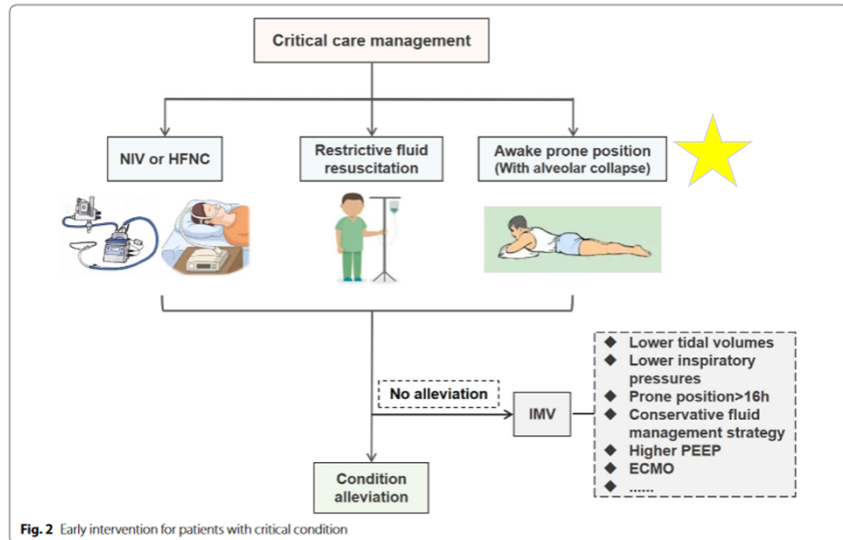 Critical care management
NIV or HFNC
Restrictive fluid
resuscitation
Awake prone position
(With alveolar collapse)
No alleviation
IMV
◆ Lower tidal volumes
◆ Lower inspiratory
pressures
◆ Prone position>16h
◆ Conservative fluid
management strategy
◆ Higher PEEP
◆ ECMO
◆ ......
Condition
alleviation
Fig. 2 Early intervention for patients with critical condition